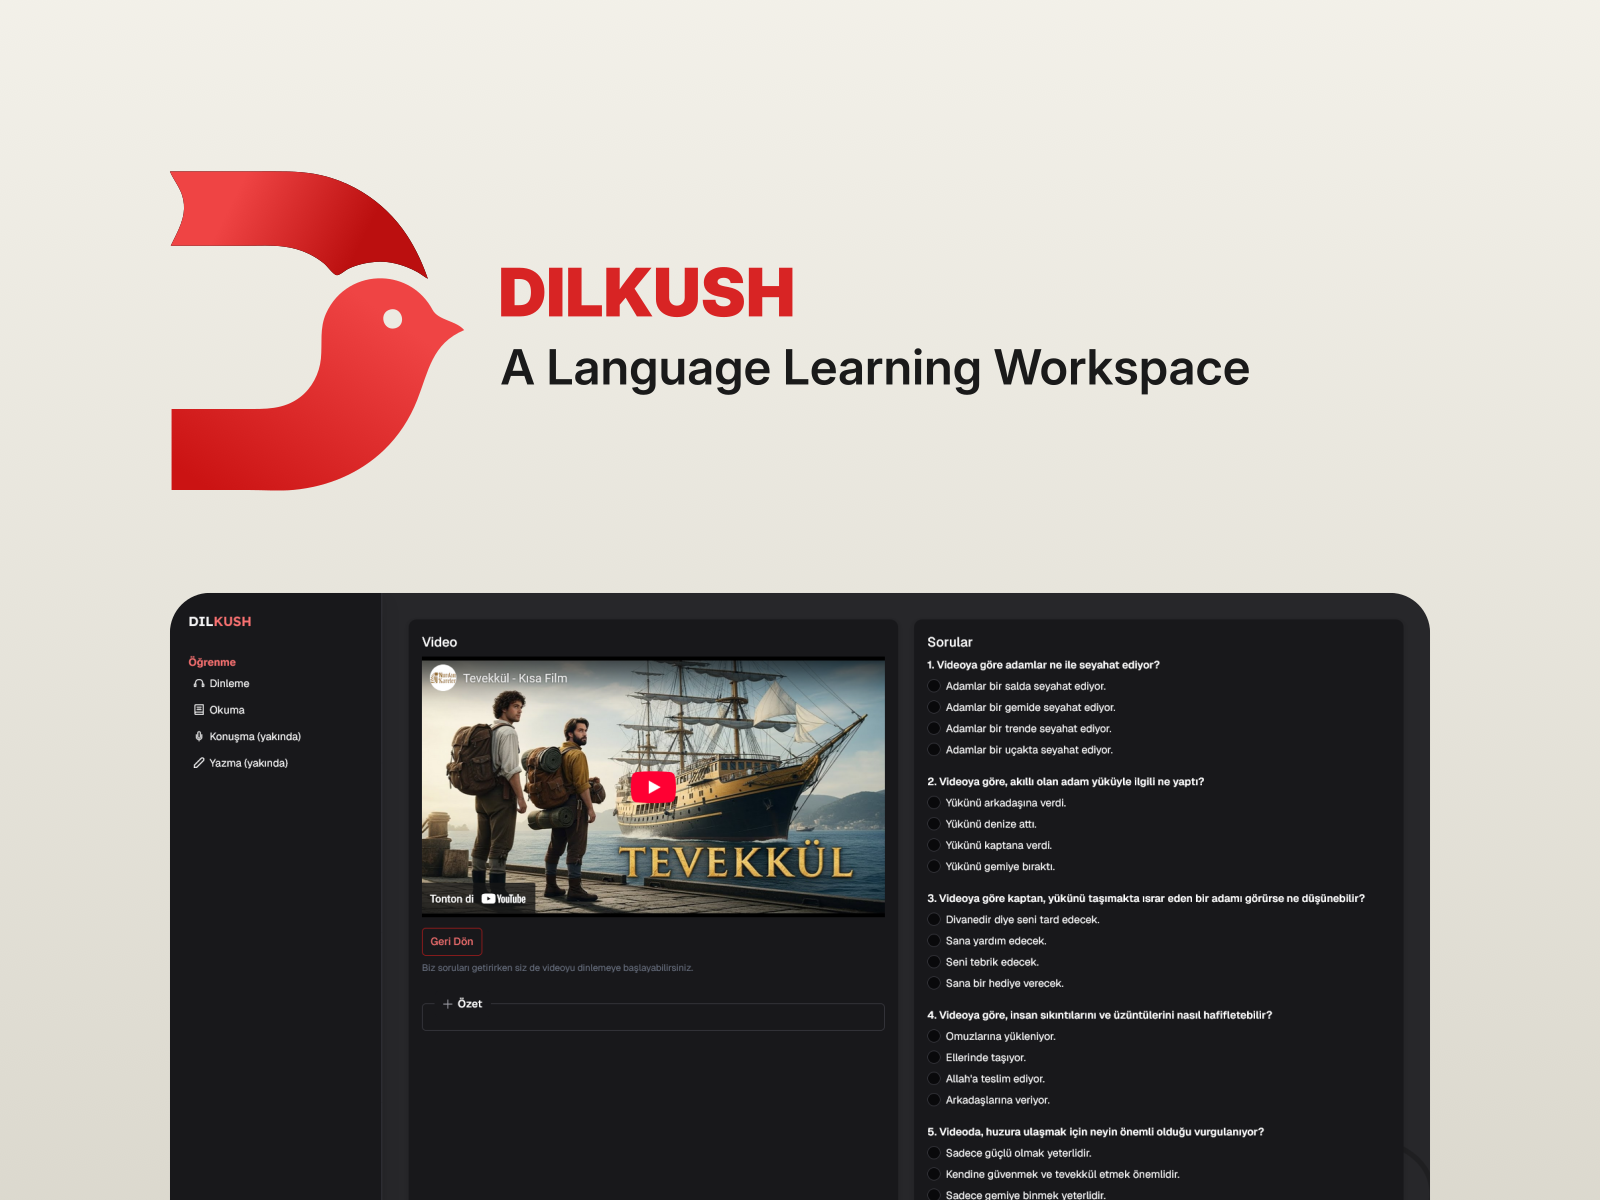 DILKUSH
A Language Learning Workspace
DILKUSH
Öğrenme
Dinleme
Okuma
Konuşma (yakında)
Yazma (yakında)
Video
Tevekkül - Kısa Film
TEVEKKÜL
Tonton di YouTube
Geri Dön
Biz soruları getirirken siz de videoyu dinlemeye başlayabilirsiniz.
Özet
Sorular
1. Videoya göre adamlar ne ile seyahat ediyor?
Adamlar bir salda seyahat ediyor.
Adamlar bir gemide seyahat ediyor.
Adamlar bir trende seyahat ediyor.
Adamlar bir uçakta seyahat ediyor.
2. Videoya göre, akıllı olan adam yüküyle ilgili ne yaptı?
Yükünü arkadaşına verdi.
Yükünü denize attı.
Yükünü kaptana verdi.
Yükünü gemiye bıraktı.
3. Videoya göre kaptan, yükünü taşımakta ısrar eden bir adamı görürse ne düşünebilir?
Divanedir diye seni tard edecek.
Sana yardım edecek.
Seni tebrik edecek.
Sana bir hediye verecek.
4. Videoya göre, insan sıkıntılarını ve üzüntülerini nasıl hafifletebilir?
Omuzlarına yükleniyor.
Ellerinde taşıyor.
Allah'a teslim ediyor.
Arkadaşlarına veriyor.
5. Videoda, huzura ulaşmak için neyin önemli olduğu vurgulanıyor?
Sadece güçlü olmak yeterlidir.
Kendine güvenmek ve tevekkül etmek önemlidir.
Sadece gemiye binmek yeterlidir.